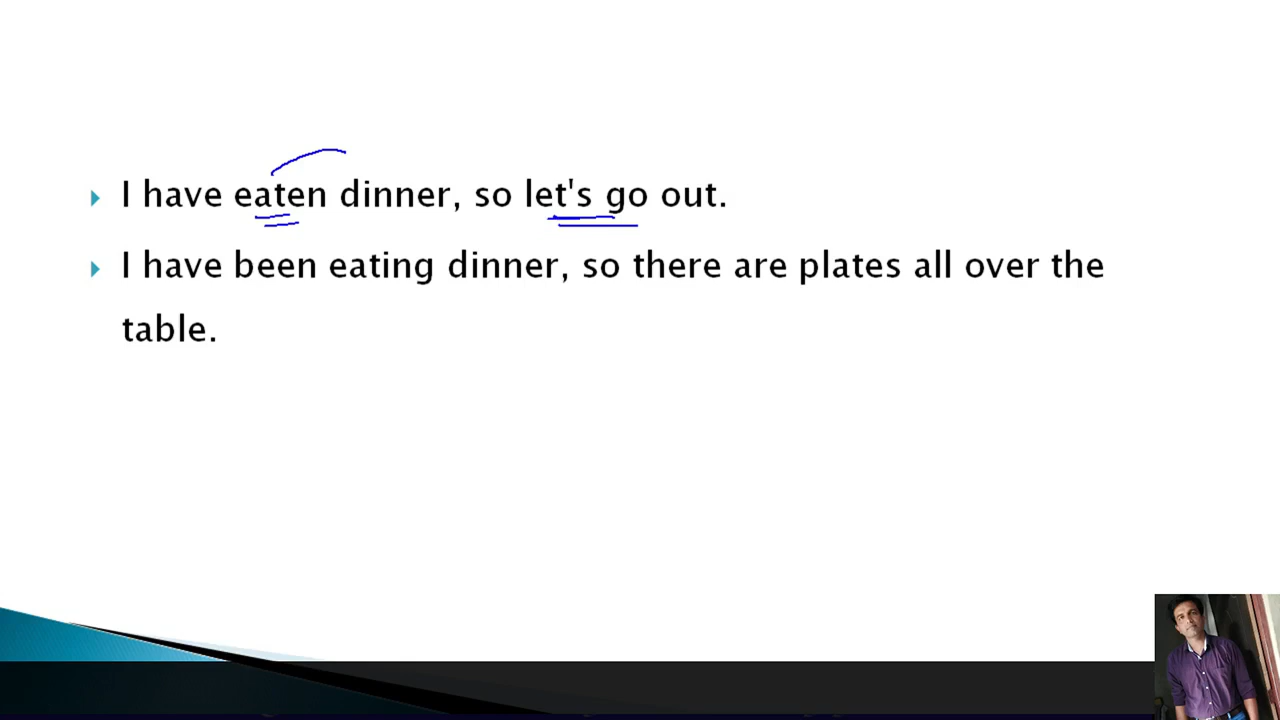 I have eaten dinner, so let's go out.
I have been eating dinner, so there are plates all over the
table.